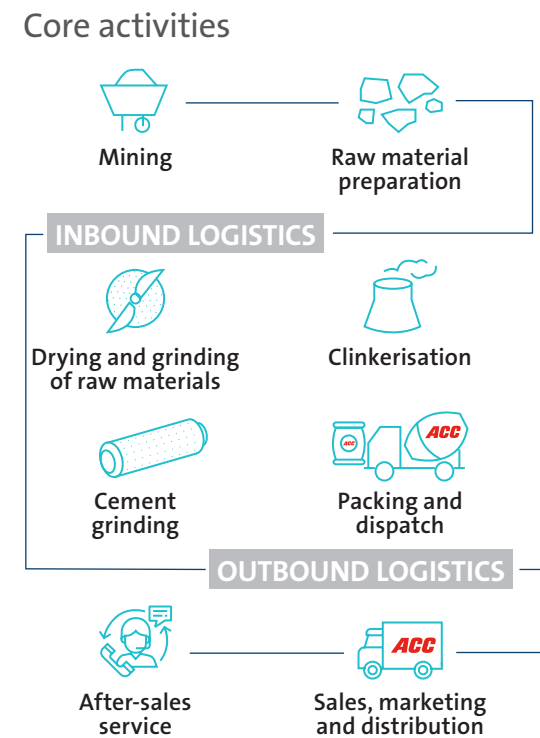 Core activities
Mining
Raw material
preparation
INBOUND LOGISTICS
Drying and grinding
of raw materials
Clinkerisation
Cement
grinding
ACC
ACC
Packing and
dispatch
OUTBOUND LOGISTICS
After-sales
service
ACC
Sales, marketing
and distribution